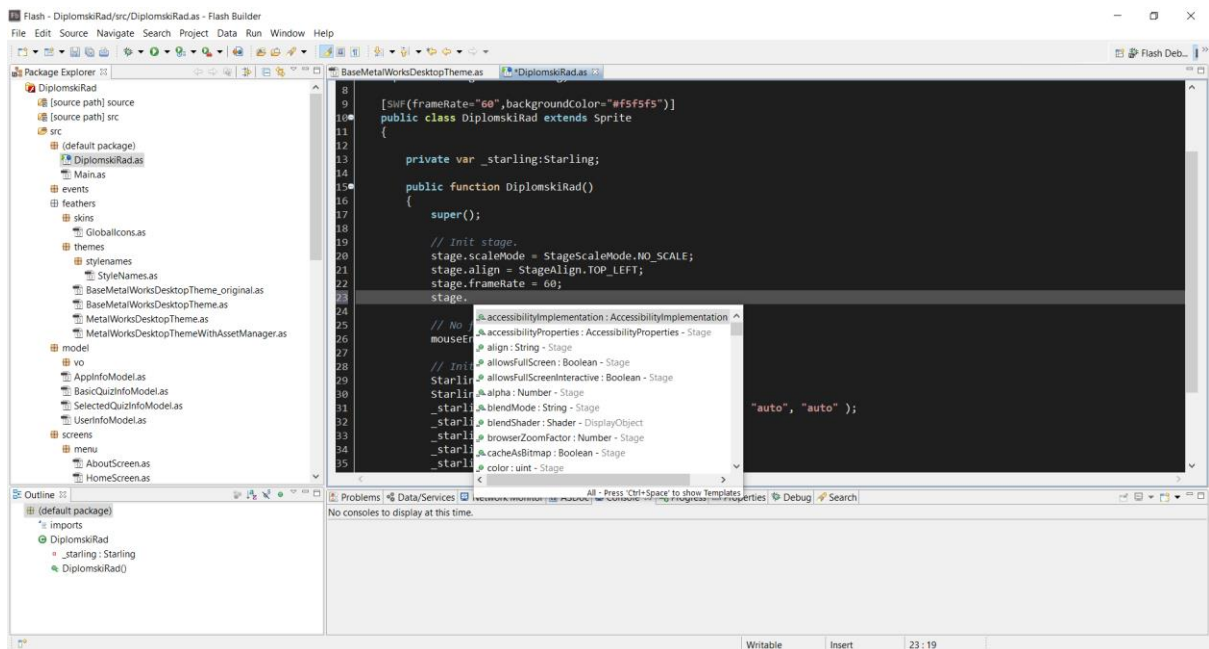 Flash - DiplomskiRad/src/DiplomskiRad.as - Flash Builder
File Edit Source Navigate Search Project Data Run Window Help
Flash Deb...
Package Explorer
DiplomskiRad
[source path] source
[source path] src
src
(default package)
DiplomskiRad.as
Main.as
events
feathers
skins
GlobalIcons.as
themes
stylenames
StyleNames.as
BaseMetalWorksDesktopTheme_original.as
BaseMetalWorksDesktopTheme.as
MetalWorksDesktopTheme.as
MetalWorksDesktopThemeWithAssetManager.as
model
vo
AppInfoModel.as
BasicQuizInfoModel.as
SelectedQuizInfoModel.as
UserInfoModel.as
screens
menu
AboutScreen.as
HomeScreen.as
BaseMetalWorksDesktopTheme.as *DiplomskiRad.as
8
9 [SWF(frameRate="60",backgroundColor="#f5f5f5")]
10 public class DiplomskiRad extends Sprite
11 {
12
13 private var _starling:Starling;
14
15 public function DiplomskiRad()
16 {
17 super();
18
19 // Init stage.
20 stage.scaleMode = StageScaleMode.NO_SCALE;
21 stage.align = StageAlign.TOP_LEFT;
22 stage.frameRate = 60;
23 stage.
24
25 // No
26 mouseEn
27
28 // Init
29 Starlin
30 Starlin
31 _starli "auto", "auto" );
32 _starli
33 _starli
34 _starli
35 _starli
accessibilityImplementation : AccessibilityImplementation
accessibilityProperties : AccessibilityProperties - Stage
align : String - Stage
allowsFullScreen : Boolean - Stage
allowsFullScreenInteractive : Boolean - Stage
alpha : Number - Stage
blendMode : String - Stage
blendShader : Shader - DisplayObject
browserZoomFactor : Number - Stage
cacheAsBitmap : Boolean - Stage
color : uint - Stage
All - Press 'Ctrl+Space' to show Templates
Outline
(default package)
imports
DiplomskiRad
_starling : Starling
DiplomskiRad()
Problems Data/Services Network Monitor ASDoc Console Progress Properties Debug Search
No consoles to display at this time.
Writable Insert 23 : 19